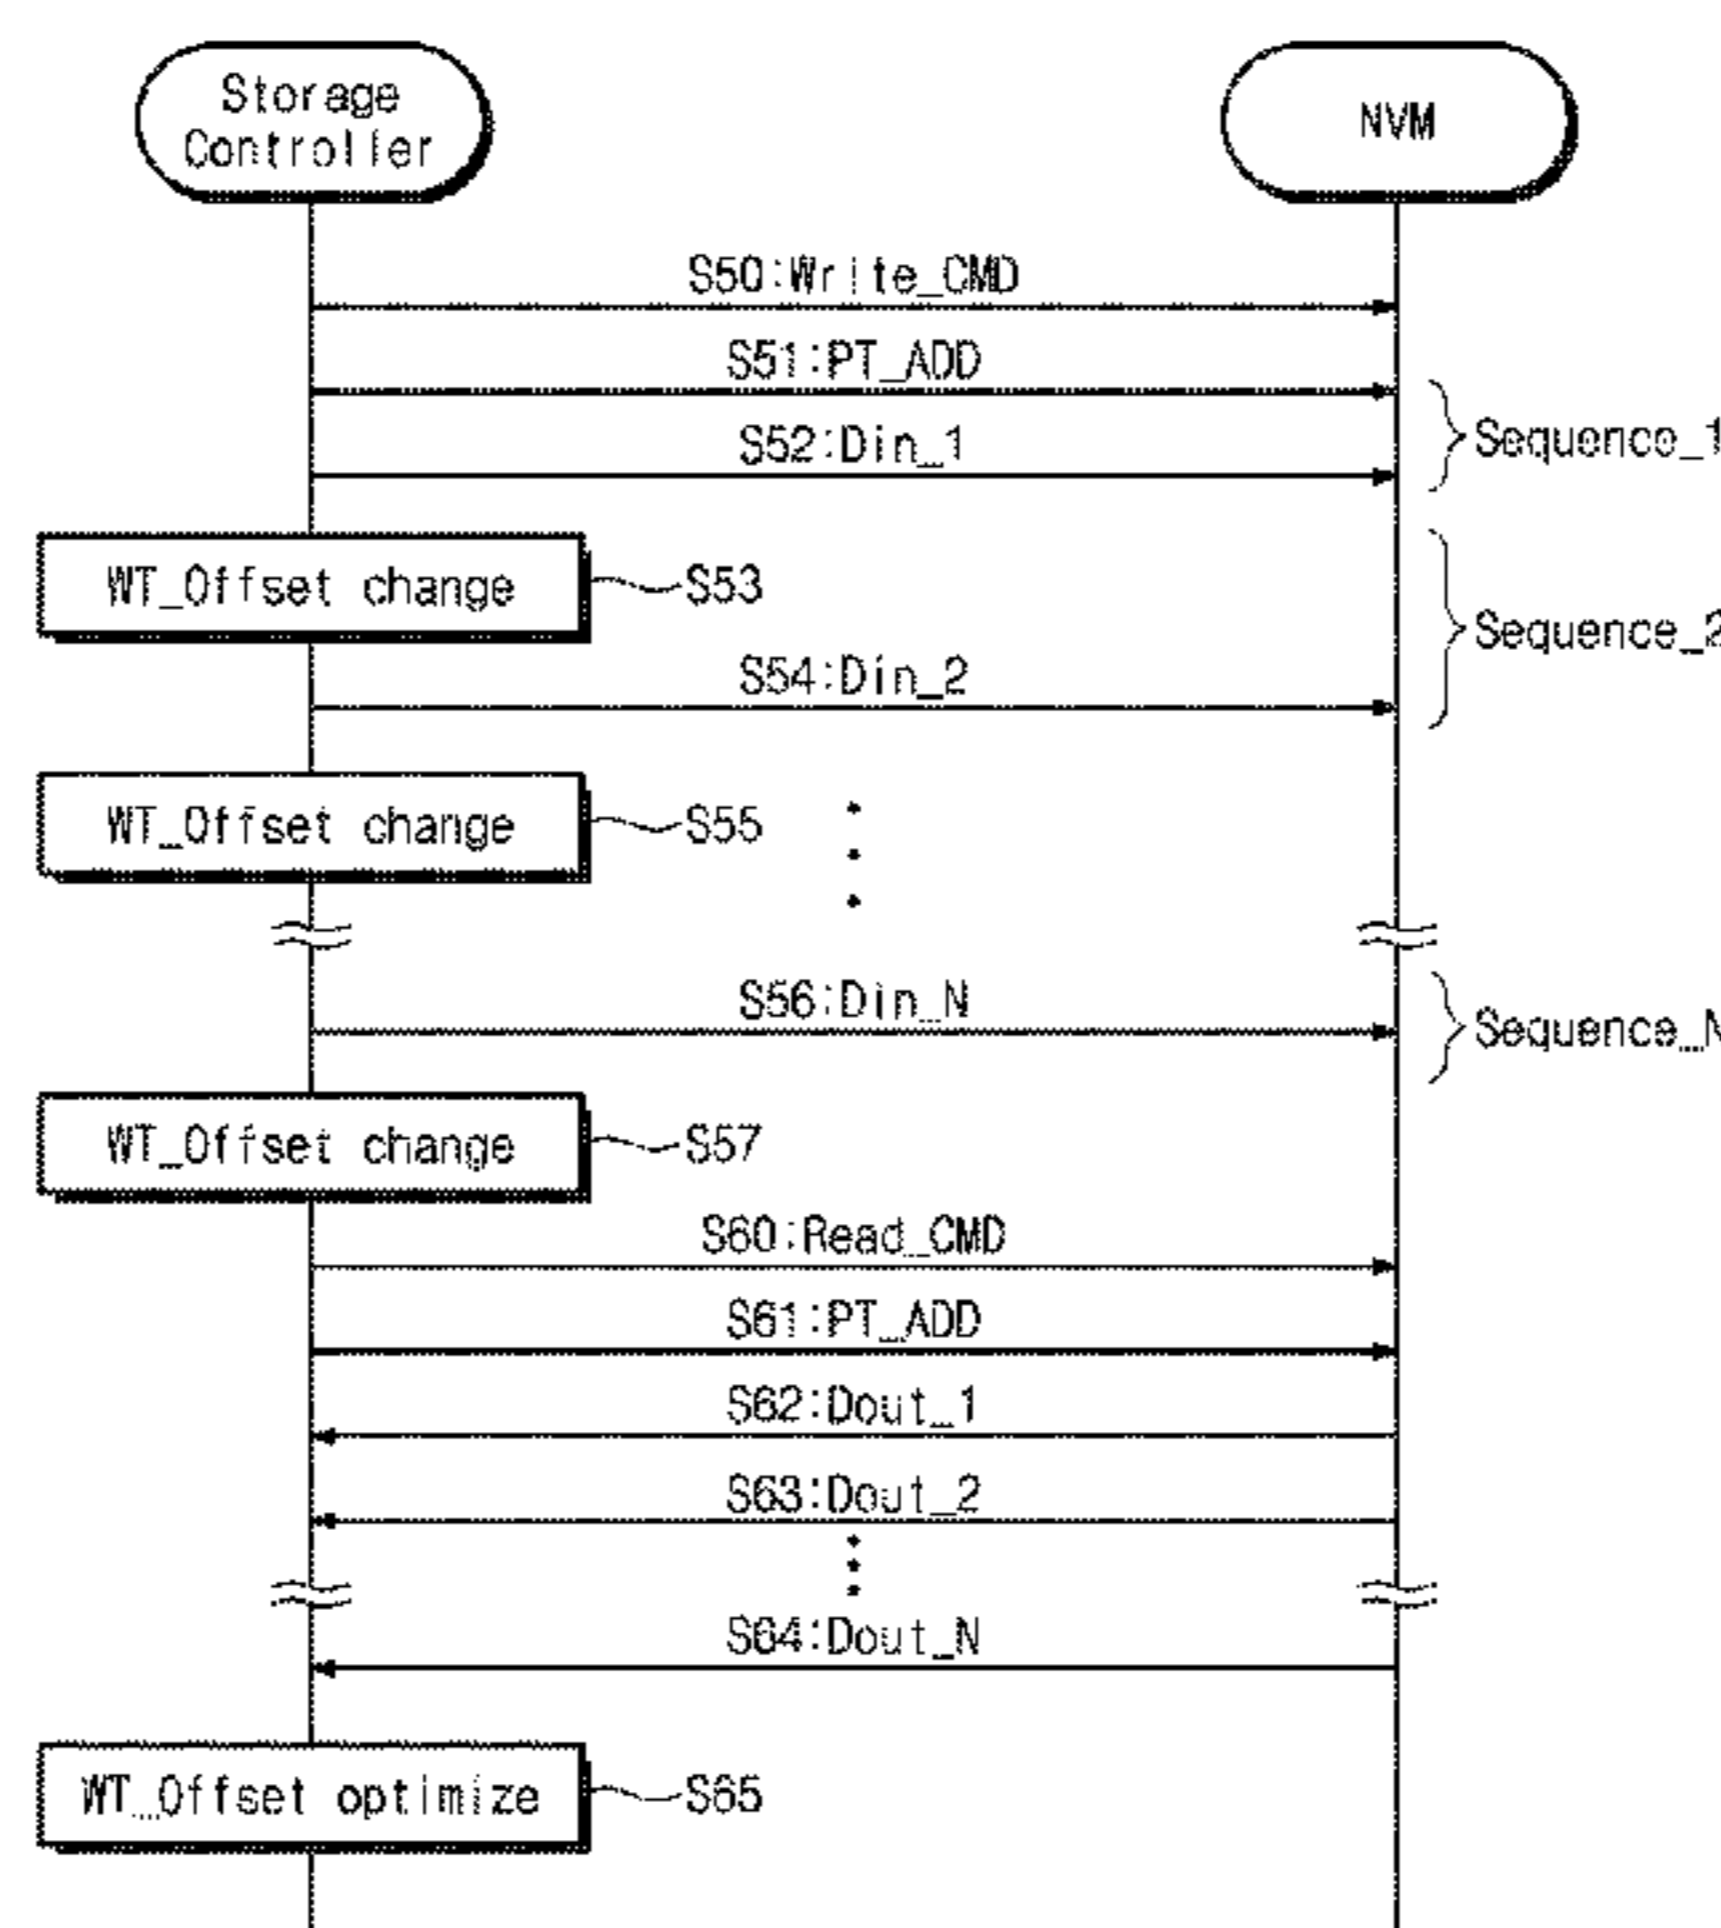 Storage
Controller
NVM
S50:Write_CMD
S51:PT_ADD
S52:Din_1
Sequence_1
WT_Offset change
S53
Sequence_2
S54:Din_2
WT_Offset change
S55
S56:Din_N
Sequence_N
WT_Offset change
S57
S60:Read_CMD
S61:PT_ADD
S62:Dout_1
S63:Dout_2
S64:Dout_N
WT_Offset optimize
S65